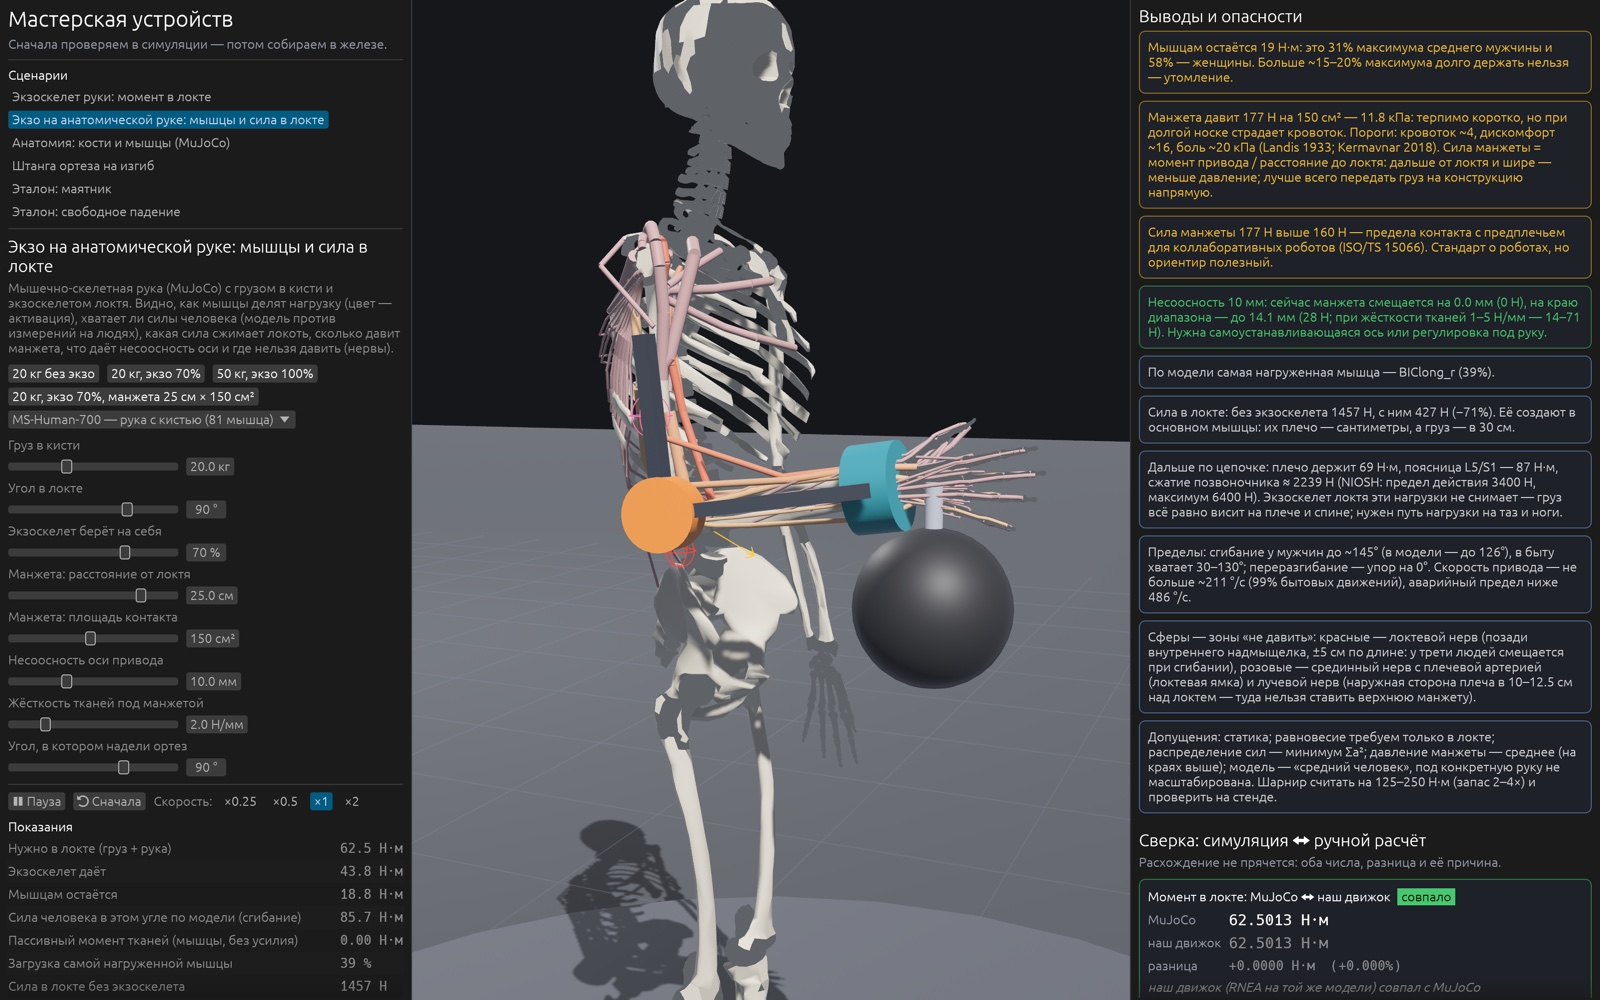 Мастерская устройств
Сначала проверяем в симуляции — потом собираем в железе.
Сценарии
Экзоскелет руки: момент в локте
Экзо на анатомической руке: мышцы и сила в локте
Анатомия: кости и мышцы (MuJoCo)
Штанга ортеза на изгиб
Эталон: маятник
Эталон: свободное падение
Экзо на анатомической руке: мышцы и сила в
локте
Мышечно-скелетная рука (MuJoCo) с грузом в кисти и
экзоскелетом локтя. Видно, как мышцы делят нагрузку (цвет —
активация), хватает ли силы человека (модель против
измерений на людях), какая сила сжимает локоть, сколько давит
манжета, что даёт несоосность оси и где нельзя давить (нервы).
20 кг без экзо
20 кг, экзо 70%
50 кг, экзо 100%
20 кг, экзо 70%, манжета 25 см × 150 см²
MS-Human-700 — рука с кистью (81 мышца)
Груз в кисти
20.0 кг
Угол в локте
90 °
Экзоскелет берёт на себя
70 %
Манжета: расстояние от локтя
25.0 см
Манжета: площадь контакта
150 см²
Несоосность оси привода
10.0 мм
Жёсткость тканей под манжетой
2.0 Н/мм
Угол, в котором надели ортез
90 °
Пауза
Сначала
Скорость:
×0.25
×0.5
×1
×2
Показания
Нужно в локте (груз + рука) 62.5 Н·м
Экзоскелет даёт 43.8 Н·м
Мышцам остаётся 18.8 Н·м
Сила человека в этом угле по модели (сгибание) 85.7 Н·м
Пассивный момент тканей (мышцы, без усилия) 0.00 Н·м
Загрузка самой нагруженной мышцы 39 %
Сила в локте без экзоскелета 1457 Н
Выводы и опасности
Мышцам остаётся 19 Н·м: это 31% максимума среднего мужчины и
58% — женщины. Больше ~15–20% максимума долго держать нельзя
— утомление.
Манжета давит 177 Н на 150 см² — 11.8 кПа: терпимо коротко, но при
долгой носке страдает кровоток. Пороги: кровоток ~4, дискомфорт
~16, боль ~20 кПа (Landis 1933; Kermavnar 2018). Сила манжеты =
момент привода / расстояние до локтя: дальше от локтя и шире —
меньше давление; лучше всего передать груз на конструкцию
напрямую.
Сила манжеты 177 Н выше 160 Н — предела контакта с предплечьем
для коллаборативных роботов (ISO/TS 15066). Стандарт о роботах, но
ориентир полезный.
Несоосность 10 мм: сейчас манжета смещается на 0.0 мм (0 Н), на краю
диапазона — до 14.1 мм (28 Н; при жёсткости тканей 1–5 Н/мм — 14–71
Н). Нужна самоустанавливающаяся ось или регулировка под руку.
По модели самая нагруженная мышца — BIClong_r (39%).
Сила в локте: без экзоскелета 1457 Н, с ним 427 Н (−71%). Её создают в
основном мышцы: их плечо — сантиметры, а груз — в 30 см.
Дальше по цепочке: плечо держит 69 Н·м, поясница L5/S1 — 87 Н·м,
сжатие позвоночника ≈ 2239 Н (NIOSH: предел действия 3400 Н,
максимум 6400 Н). Экзоскелет локтя эти нагрузки не снимает — груз
всё равно висит на плече и спине; нужен путь нагрузки на таз и ноги.
Пределы: сгибание у мужчин до ~145° (в модели — до 126°), в быту
хватает 30–130°; переразгибание — упор на 0°. Скорость привода — не
больше ~211 °/с (99% бытовых движений), аварийный предел ниже
486 °/с.
Сферы — зоны «не давить»: красные — локтевой нерв (позади
внутреннего надмыщелка, ±5 см по длине: у трети людей смещается
при сгибании), розовые — срединный нерв с плечевой артерией
(локтевая ямка) и лучевой нерв (наружная сторона плеча в 10–12.5 см
над локтем — туда нельзя ставить верхнюю манжету).
Допущения: статика; равновесие требуем только в локте;
распределение сил — минимум Σa²; давление манжеты — среднее (на
краях выше); модель — «средний человек», под конкретную руку не
масштабирована. Шарнир считать на 125–250 Н·м (запас 2–4×) и
проверить на стенде.
Сверка: симуляция ⬌ ручной расчёт
Расхождение не прячется: оба числа, разница и её причина.
Момент в локте: MuJoCo ⬌ наш движок совпало
MuJoCo 62.5013 Н·м
наш движок 62.5013 Н·м
разница +0.0000 Н·м (+0.000%)
наш движок (RNEA на той же модели) совпал с MuJoCo